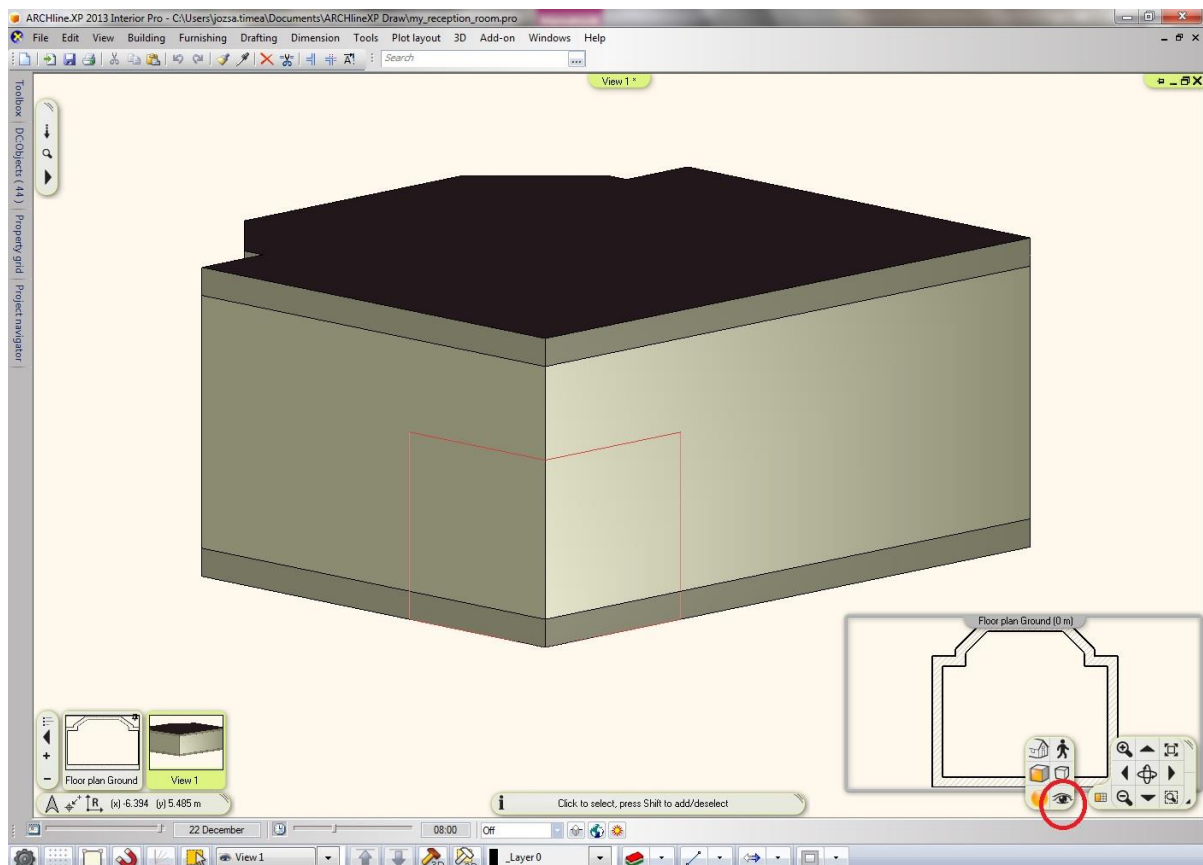 ARCHline.XP 2013 Interior Pro - C:\Users\jozsa.timea\Documents\ARCHlineXP Draw\my_reception_room.pro
File Edit View Building Furnishing Drafting Dimension Tools Plot layout 3D Add-on Windows Help
Search
...
View 1 *
Toolbox
DC:Objects ( 44 )
Property grid
Project navigator
Floor plan Ground (0 m)
Floor plan Ground
View 1
(x) -6.394 (y) 5.485 m
Click to select, press Shift to add/deselect
22 December
08:00
Off
View 1
_Layer 0